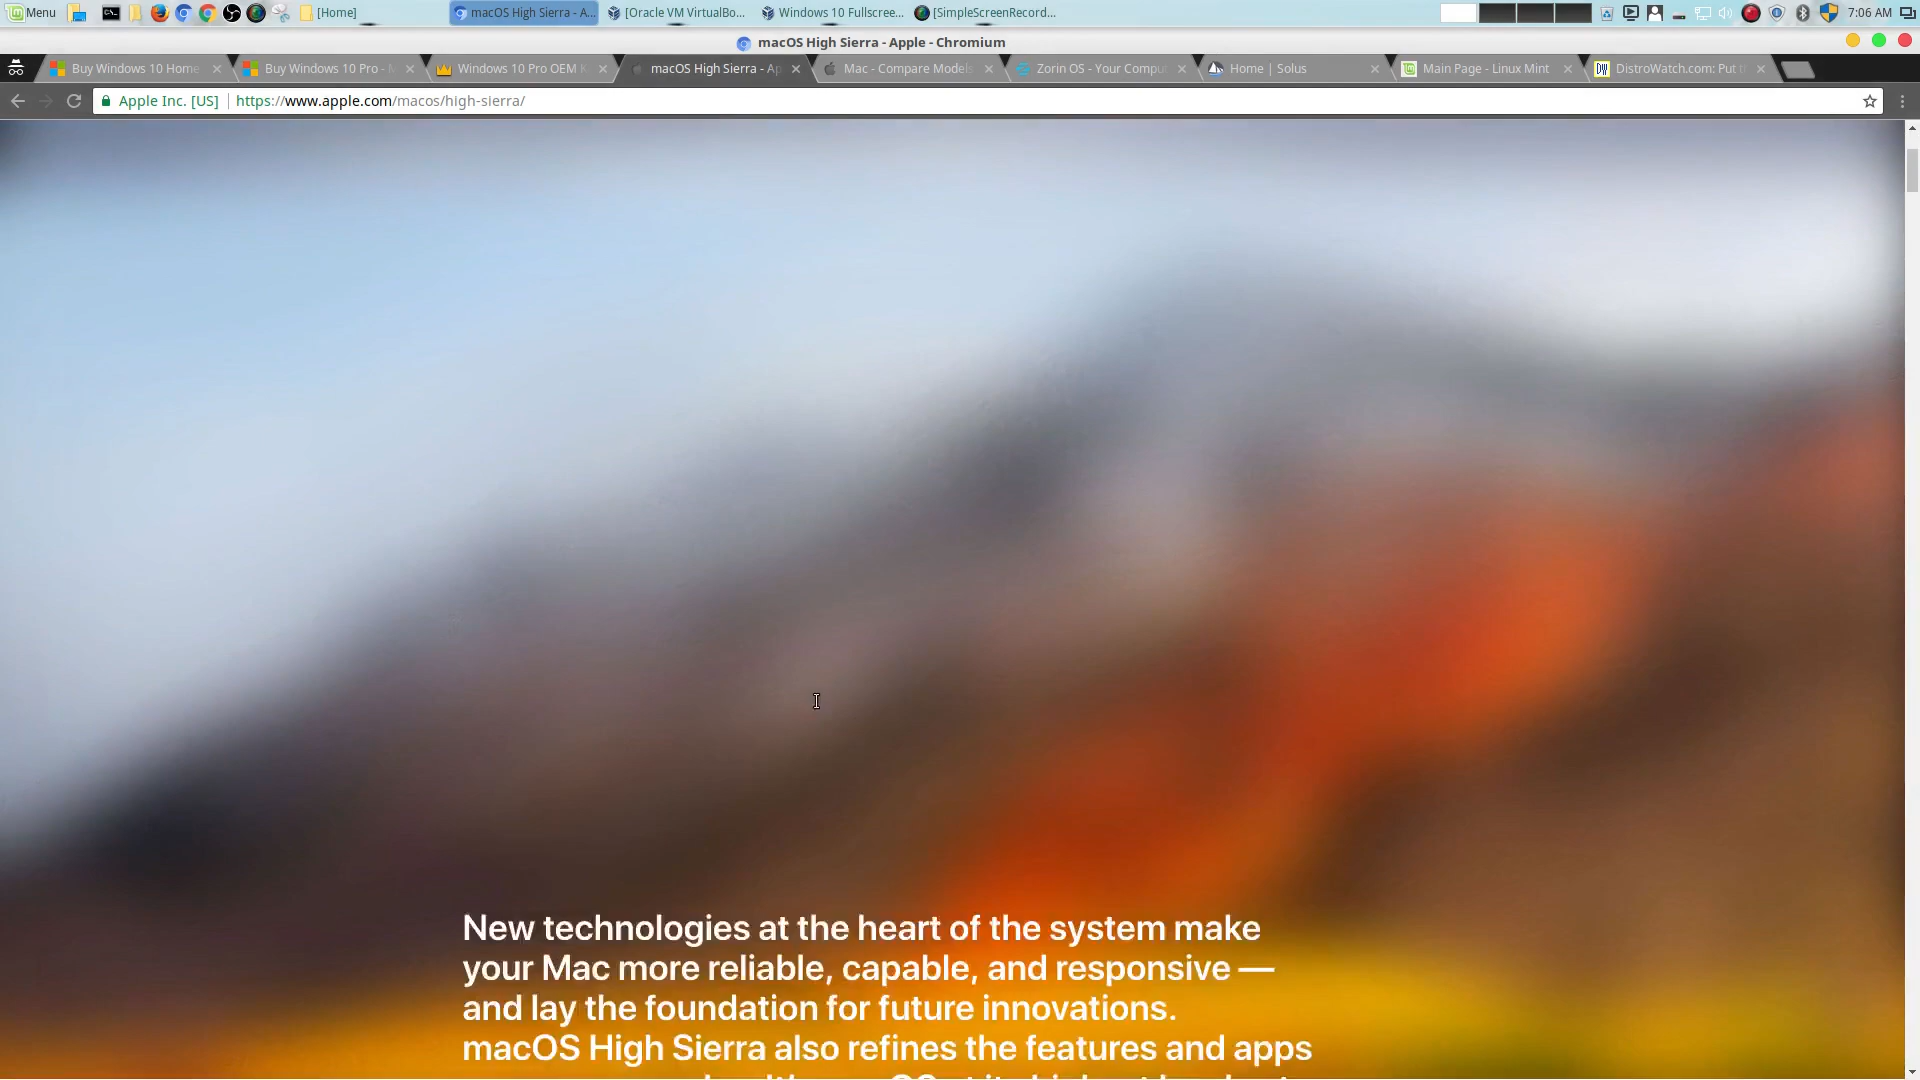 Menu
[Home]
macOS High Sierra - A...
[Oracle VM VirtualBo...
Windows 10 Fullscree...
[SimpleScreenRecord...
7:06 AM
macOS High Sierra - Apple - Chromium
Buy Windows 10 Home
Buy Windows 10 Pro -
Windows 10 Pro OEM
macOS High Sierra - Ap
Mac - Compare Models
Zorin OS - Your Compu
Home | Solus
Main Page - Linux Mint
DW DistroWatch.com: Put t
Apple Inc. [US]
https://www.apple.com/macos/high-sierra/
New technologies at the heart of the system make
your Mac more reliable, capable, and responsive —
and lay the foundation for future innovations.
macOS High Sierra also refines the features and apps